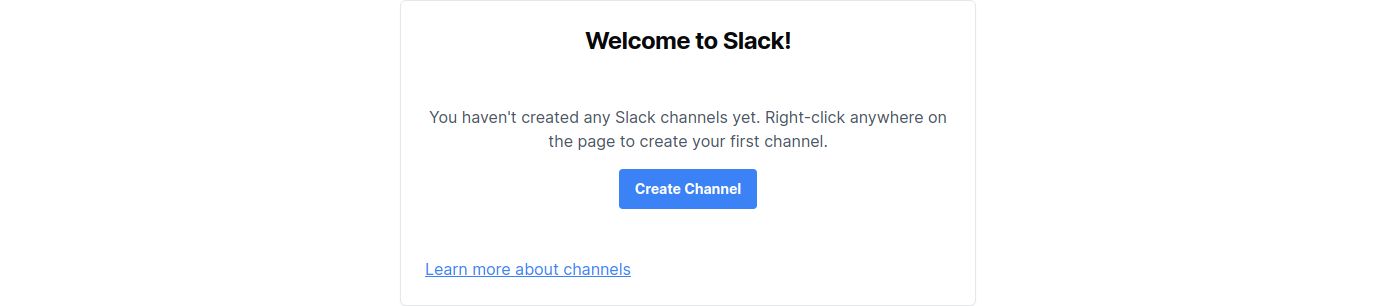 Welcome to Slack!
You haven't created any Slack channels yet. Right-click anywhere on
the page to create your first channel.
Create Channel
Learn more about channels